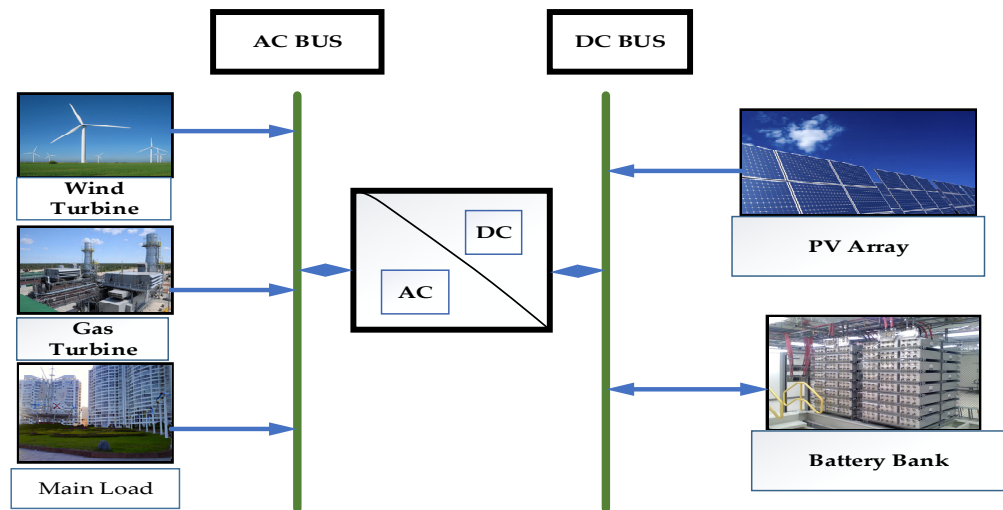 AC BUS
DC BUS
Wind
Turbine
DC
PV Array
AC
Gas
Turbine
Main Load
Battery Bank